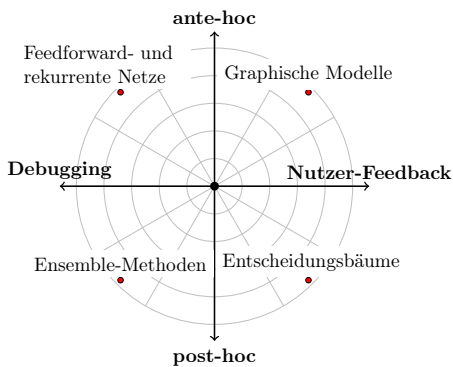 ante-hoc
Feedforward- und
rekurrente Netze
Graphische Modelle
Debugging
Nutzer-Feedback
Ensemble-Methoden
Entscheidungsbäume
post-hoc